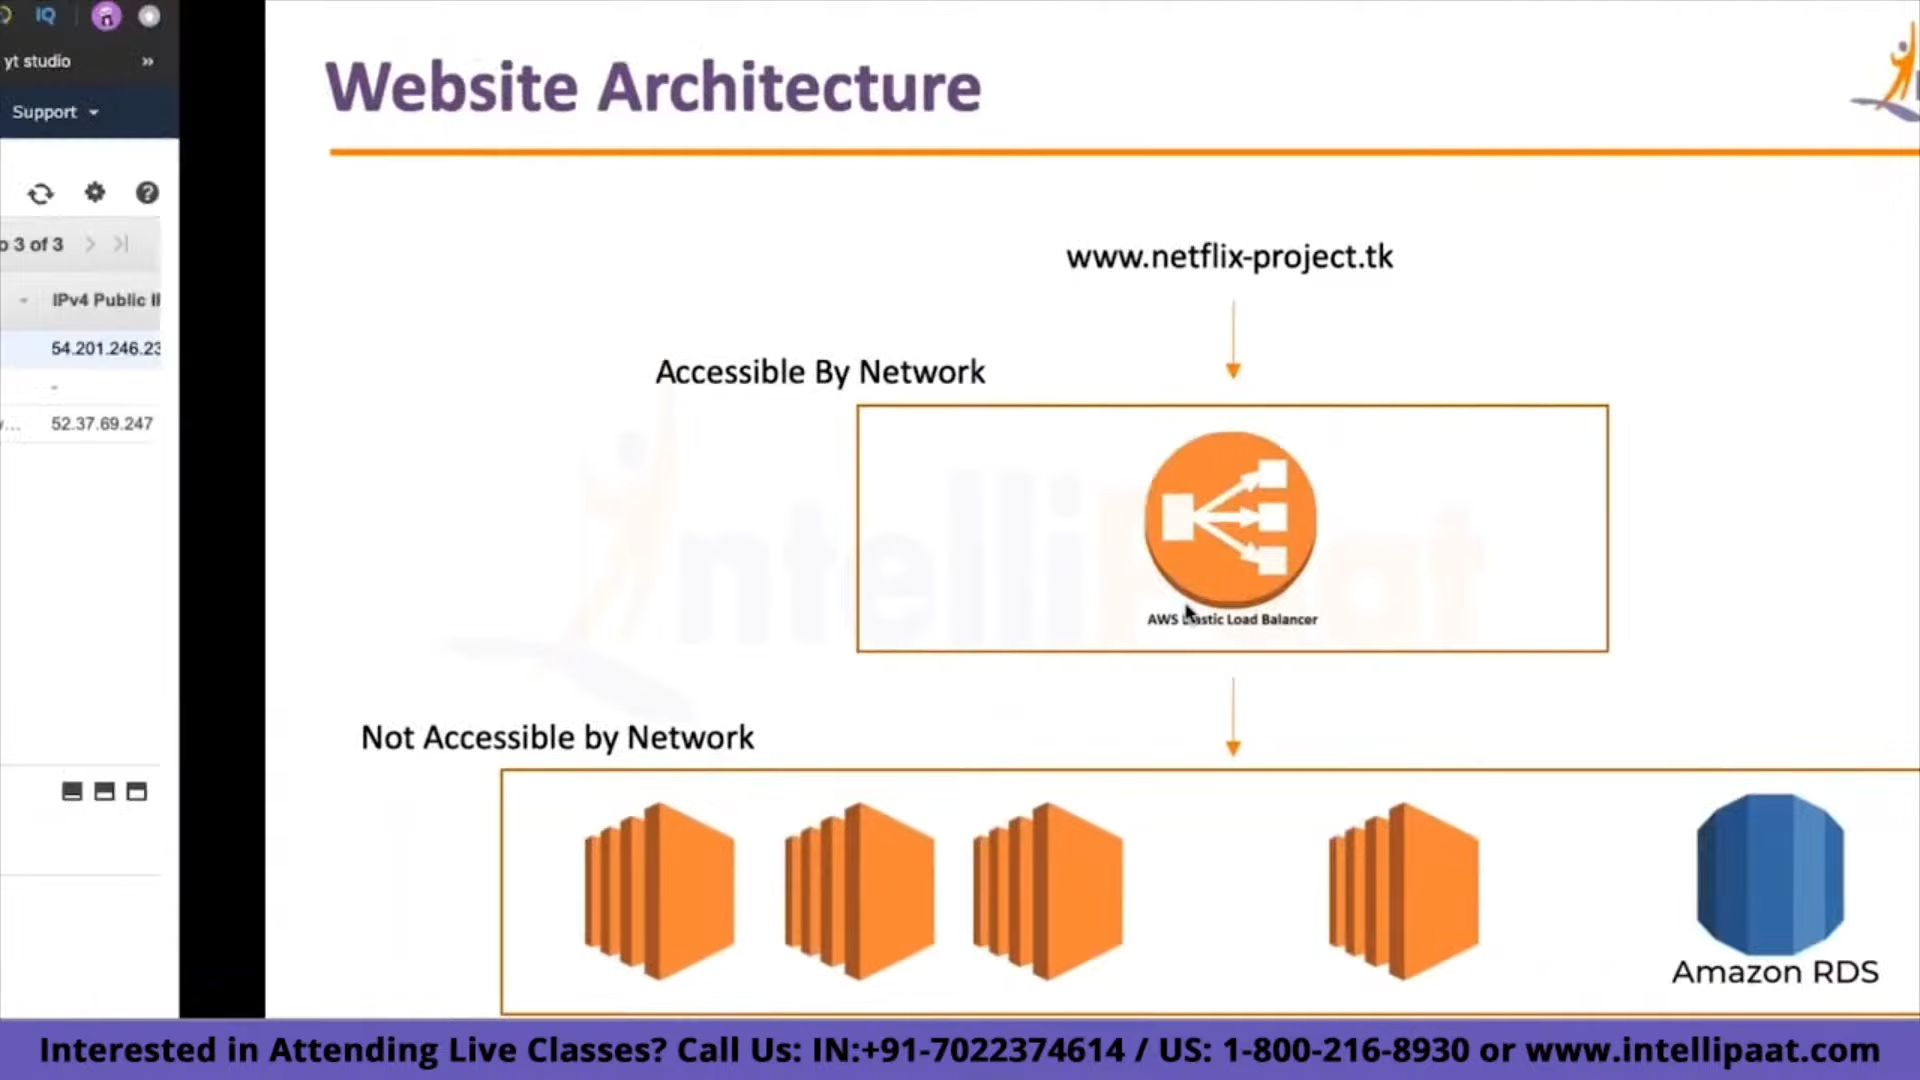 IQ
yt studio »
Support
3 of 3
IPv4 Public
54.201.246.23
-
52.37.69.247
Website Architecture
www.netflix-project.tk
Accessible By Network
AWS Elastic Load Balancer
Not Accessible by Network
Amazon RDS
IntelliPaat
Interested in Attending Live Classes? Call Us: IN:+91-7022374614 / US: 1-800-216-8930 or www.intellipaat.com